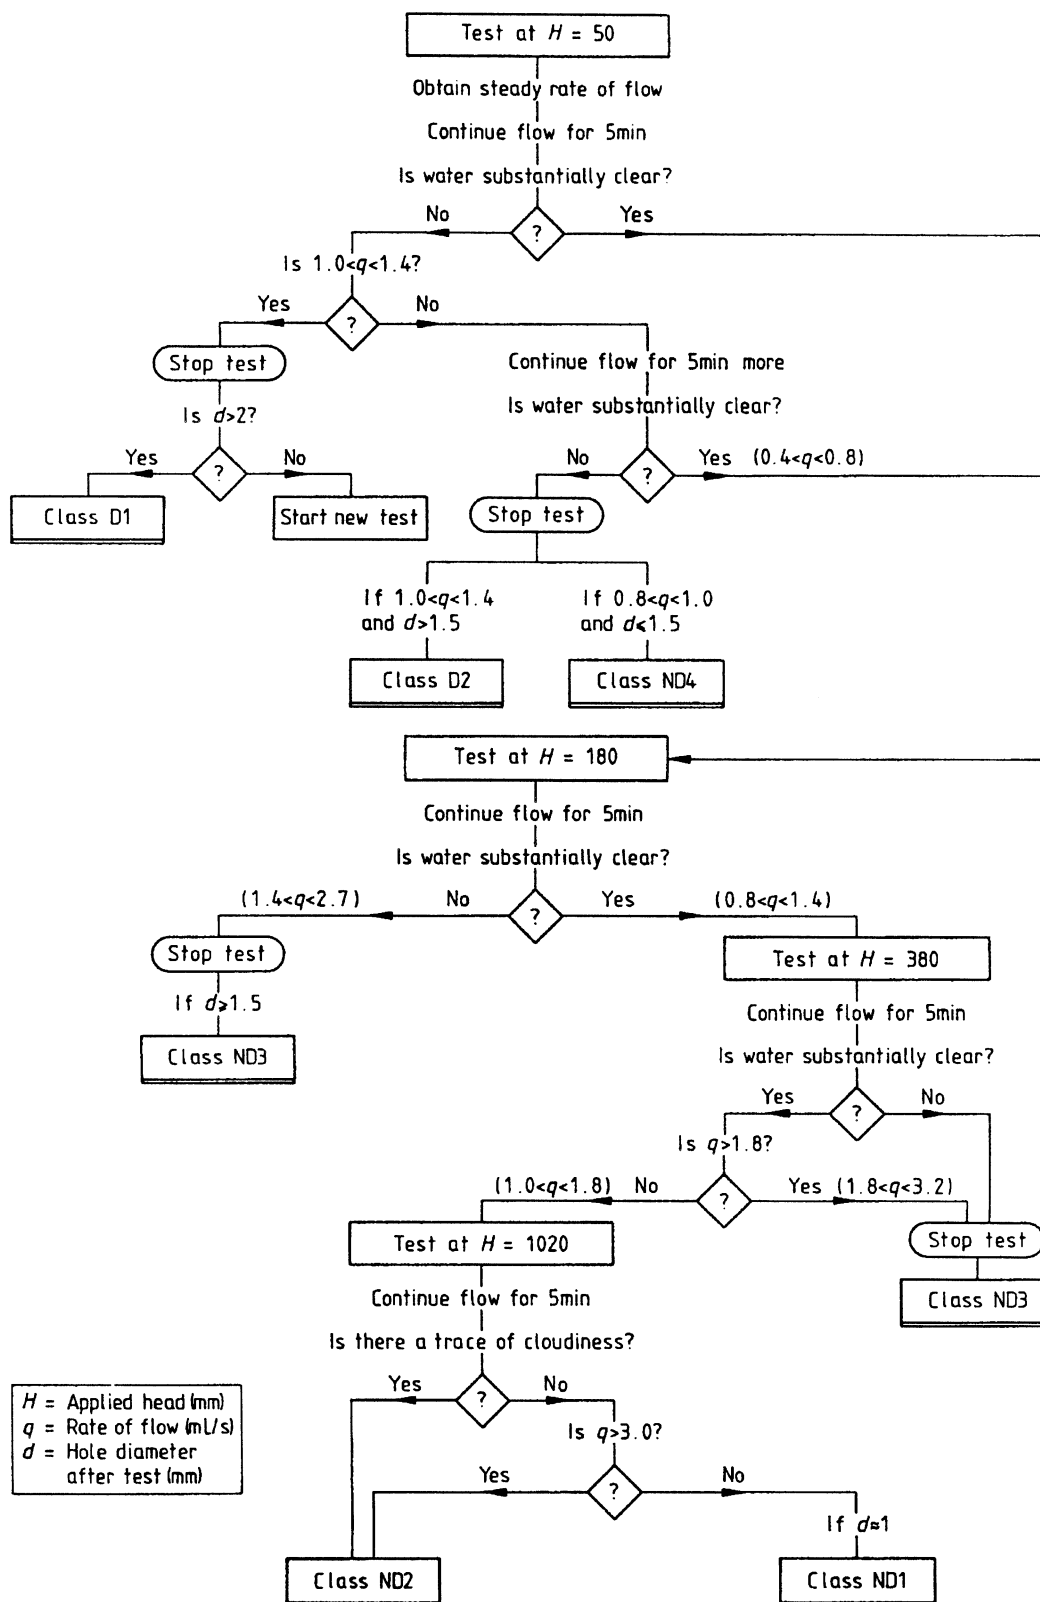 Test at H = 50
Obtain steady rate of flow
Continue flow for 5min
Is water substantially clear?
No
?
Yes
Is 1.0<q<1.4?
Yes
?
No
Stop test
Continue flow for 5min more
Is d>2?
Is water substantially clear?
Yes
?
No
No
?
Yes (0.4<q<0.8)
Class D1
Start new test
Stop test
If 1.0<q<1.4
and d>1.5
If 0.8<q<1.0
and d⩽1.5
Class D2
Class ND4
Test at H = 180
Continue flow for 5min
Is water substantially clear?
(1.4<q<2.7)
No
?
Yes
(0.8<q<1.4)
Stop test
Test at H = 380
If d⩾1.5
Continue flow for 5min
Class ND3
Is water substantially clear?
Yes
?
No
Is q>1.8?
(1.0<q<1.8) No
?
Yes (1.8<q<3.2)
Test at H = 1020
Stop test
Continue flow for 5min
Class ND3
Is there a trace of cloudiness?
Yes
?
No
H = Applied head (mm)
q = Rate of flow (mL/s)
d = Hole diameter
after test (mm)
Is q>3.0?
Yes
?
No
If d≈1
Class ND2
Class ND1